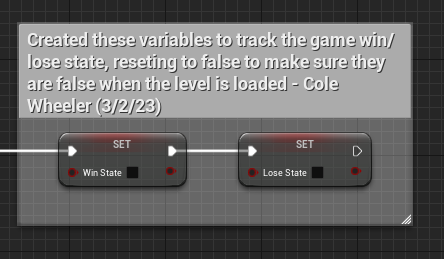 Created these variables to track the game win/
lose state, reseting to false to make sure they
are false when the level is loaded - Cole
Wheeler (3/2/23)
SET
SET
Win State
Lose State